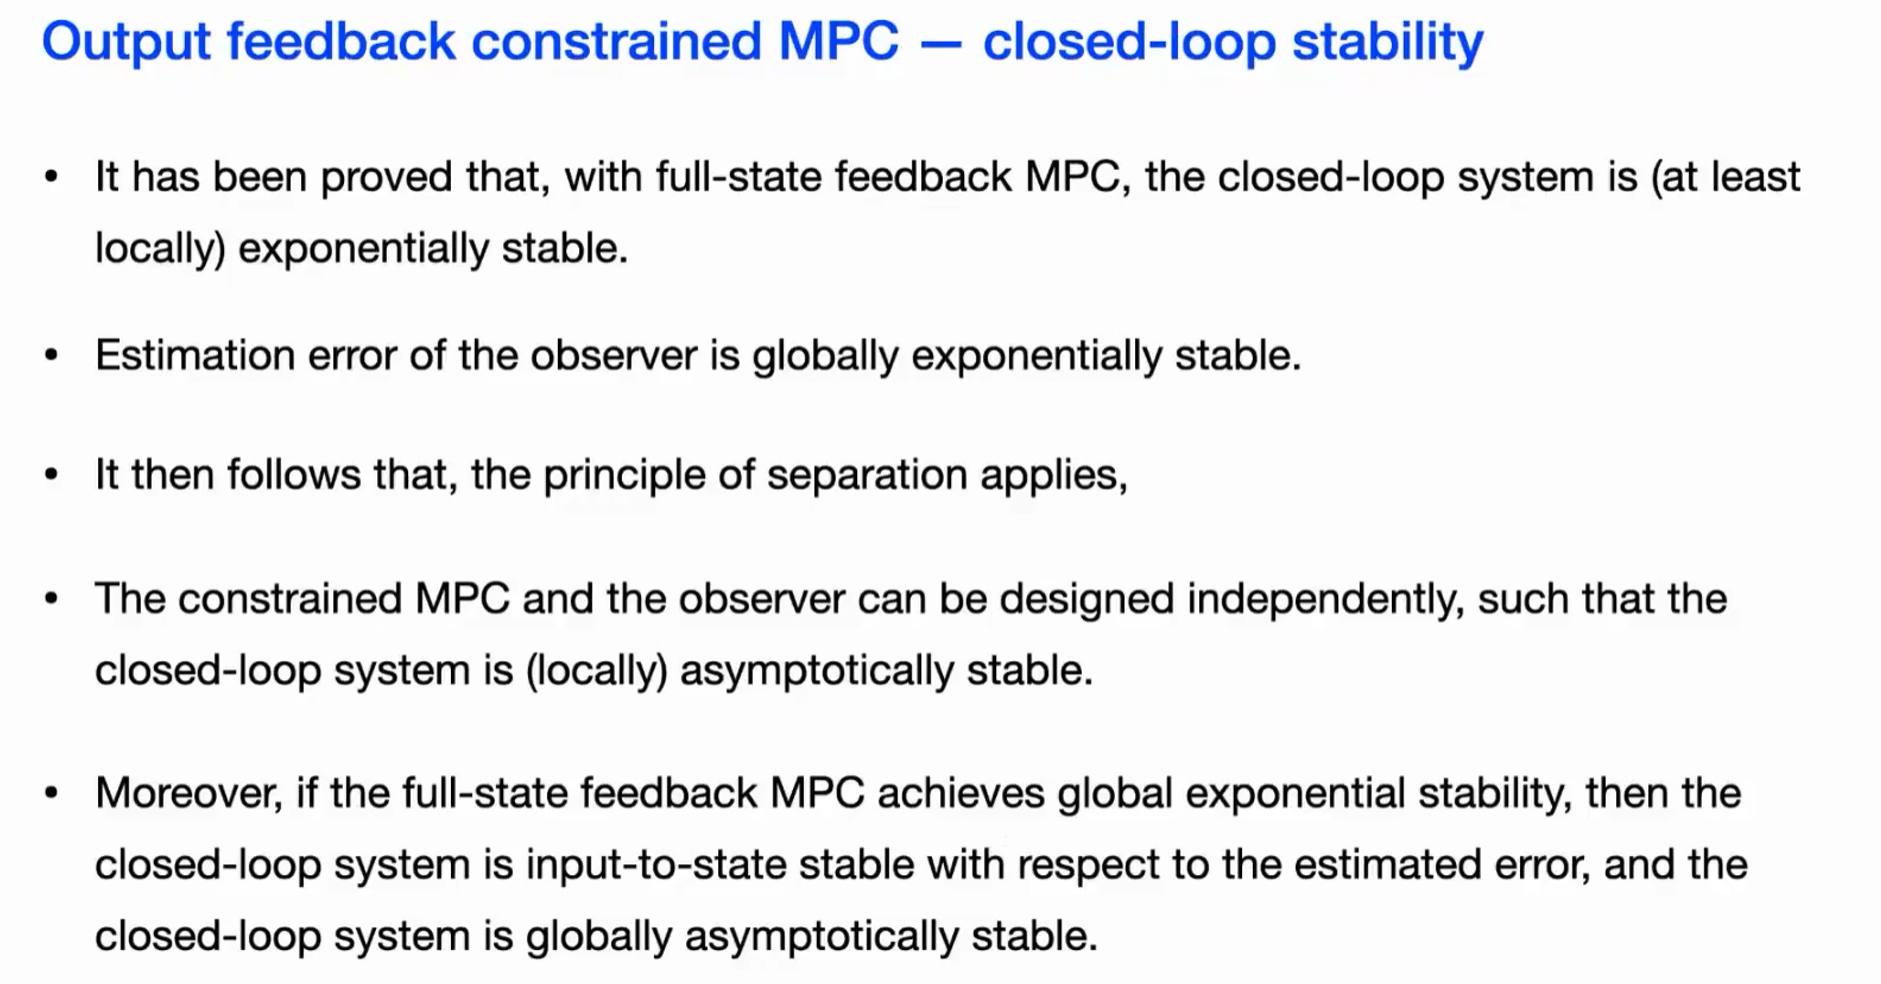 Output feedback constrained MPC — closed-loop stability
• It has been proved that, with full-state feedback MPC, the closed-loop system is (at least
locally) exponentially stable.
• Estimation error of the observer is globally exponentially stable.
• It then follows that, the principle of separation applies,
• The constrained MPC and the observer can be designed independently, such that the
closed-loop system is (locally) asymptotically stable.
• Moreover, if the full-state feedback MPC achieves global exponential stability, then the
closed-loop system is input-to-state stable with respect to the estimated error, and the
closed-loop system is globally asymptotically stable.